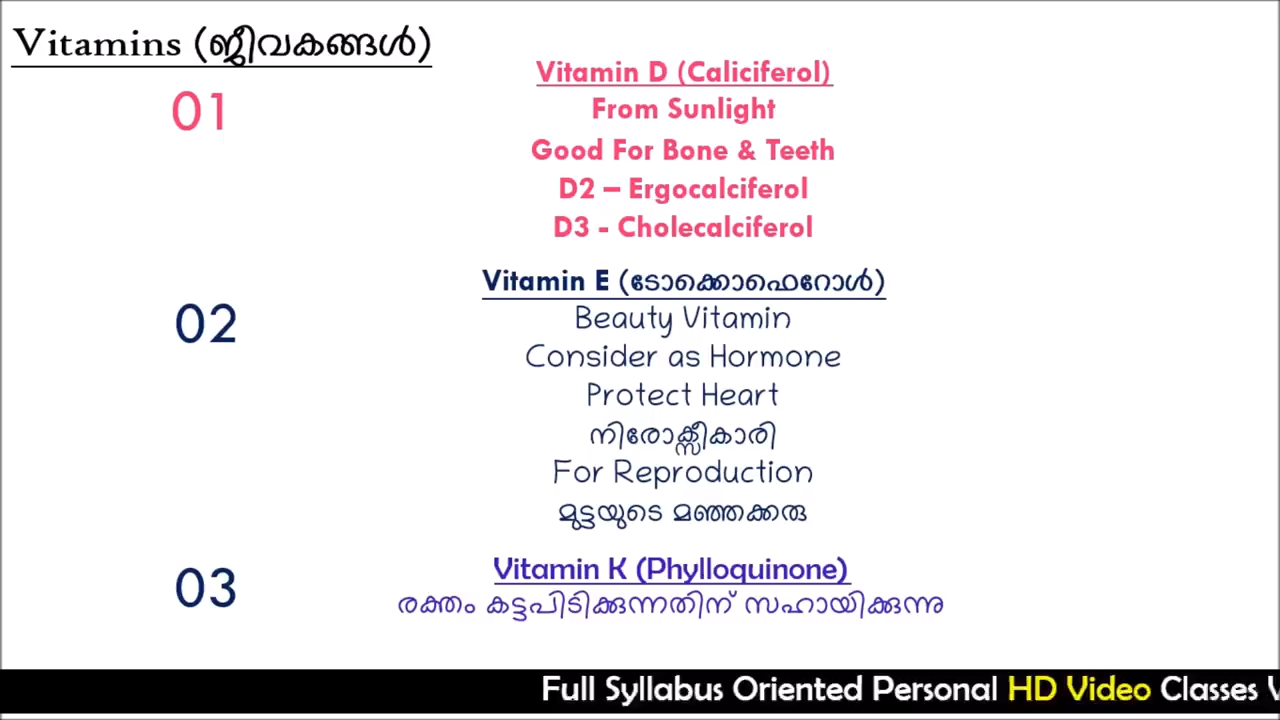 Vitamins (ജീവകങ്ങൾ)
01
Vitamin D (Caliciferol)
From Sunlight
Good For Bone & Teeth
D2 – Ergocalciferol
D3 - Cholecalciferol
02
Vitamin E (ടോക്കൊഫെറോൾ)
Beauty Vitamin
Consider as Hormone
Protect Heart
നിരോക്സീകാരി
For Reproduction
മുട്ടയുടെ മഞ്ഞക്കരു
03
Vitamin K (Phylloquinone)
രക്തം കട്ടപിടിക്കുന്നതിന് സഹായിക്കുന്നു
Full Syllabus Oriented Personal HD Video Classes